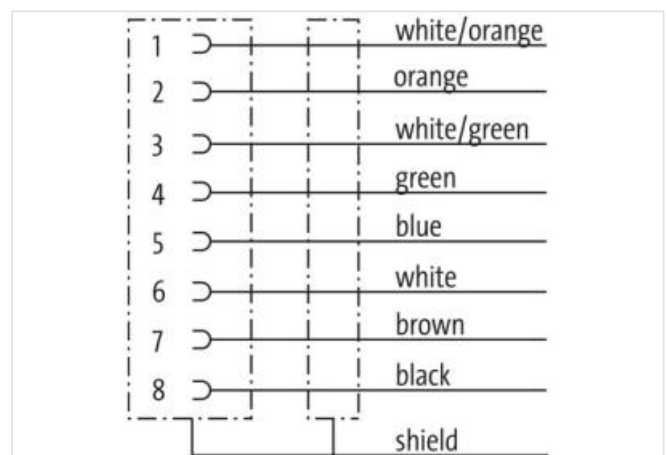 1 white/orange
2 orange
3 white/green
4 green
5 blue
6 white
7 brown
8 black
shield